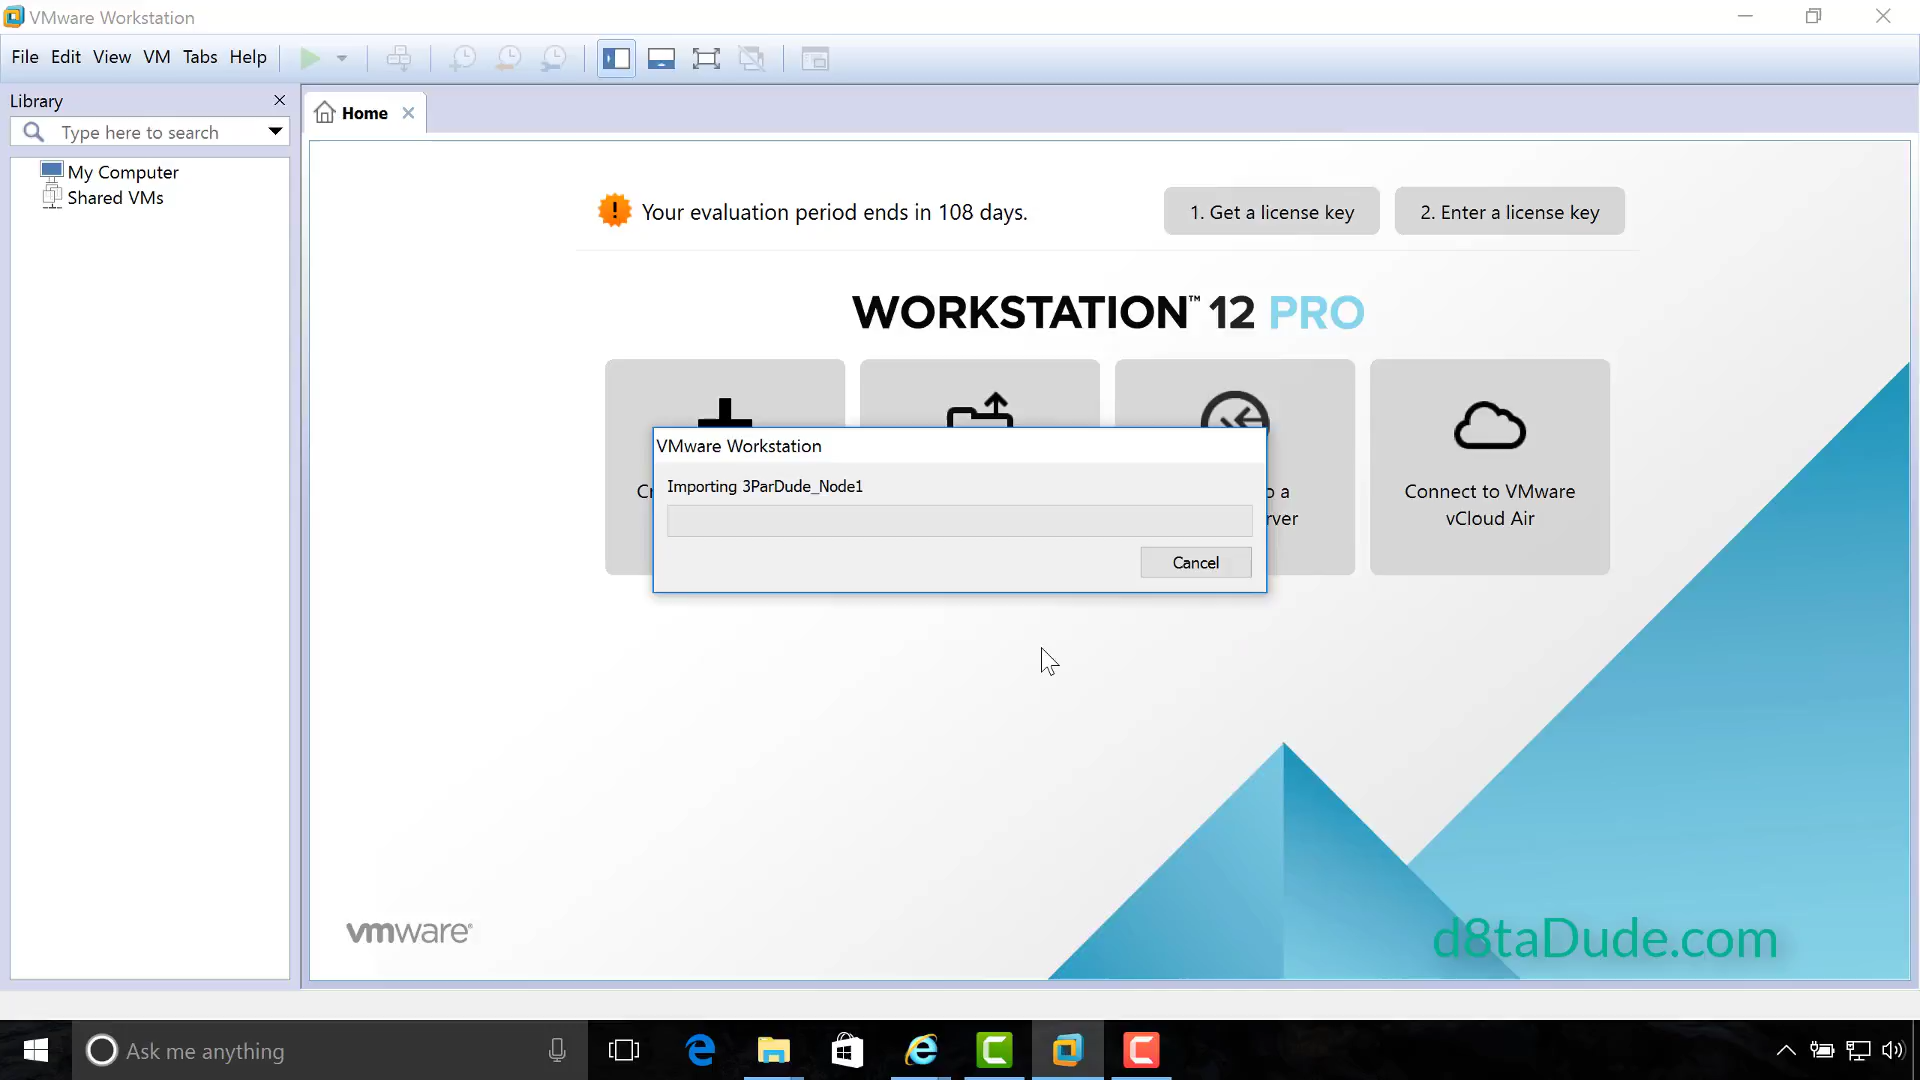 VMware Workstation
File Edit View VM Tabs Help
Library
Type here to search
My Computer
Shared VMs
Home
Your evaluation period ends in 108 days.
1. Get a license key
2. Enter a license key
WORKSTATION™ 12 PRO
VMware Workstation
Importing 3ParDude_Node1
Cancel
Connect to VMware
vCloud Air
vmware®
d8taDude.com
Ask me anything